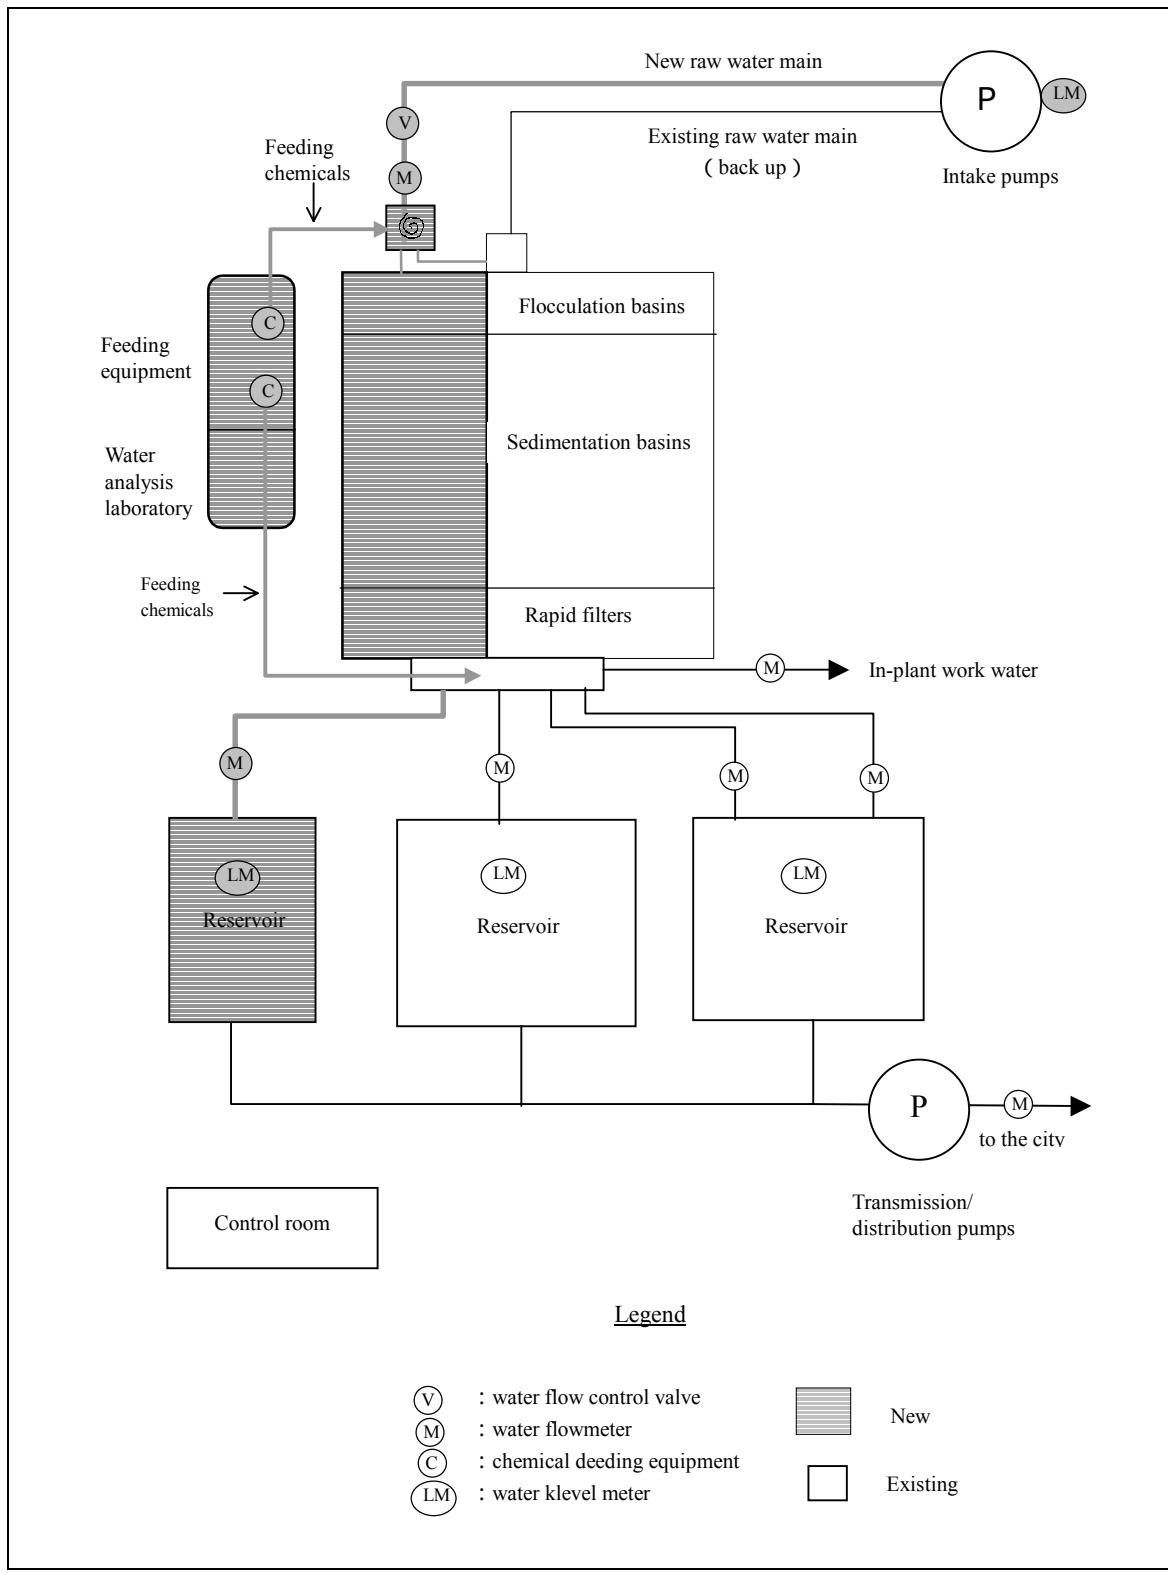 New raw water main
P
LM
V
Existing raw water main
( back up )
Feeding
chemicals
M
Intake pumps
Flocculation basins
C
Feeding
equipment
C
Sedimentation basins
Water
analysis
laboratory
Feeding
chemicals
Rapid filters
M
In-plant work water
M
M
M
M
LM
Reservoir
LM
Reservoir
LM
Reservoir
P
M
to the city
Transmission/
distribution pumps
Control room
Legend
V : water flow control valve
M : water flowmeter
C : chemical deeding equipment
LM : water klevel meter
New
Existing